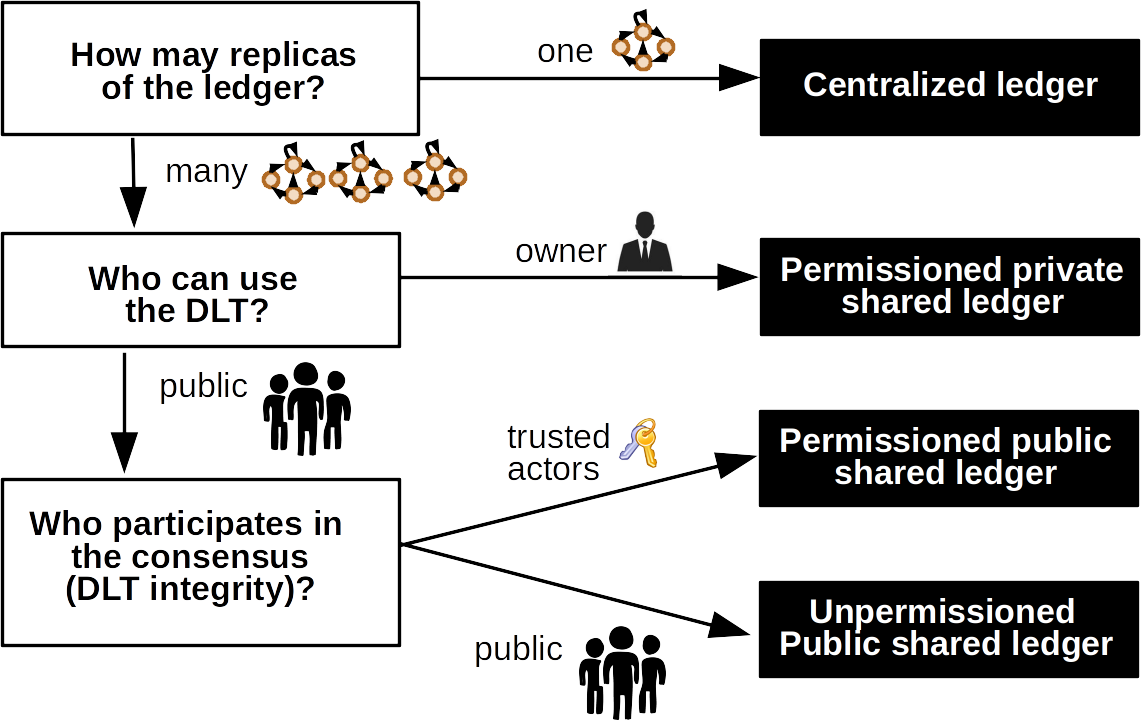 How may replicas
of the ledger?
one
Centralized ledger
many
Who can use
the DLT?
owner
Permissioned private
shared ledger
public
trusted
actors
Permissioned public
shared ledger
Who participates in
the consensus
(DLT integrity)?
public
Unpermissioned
Public shared ledger